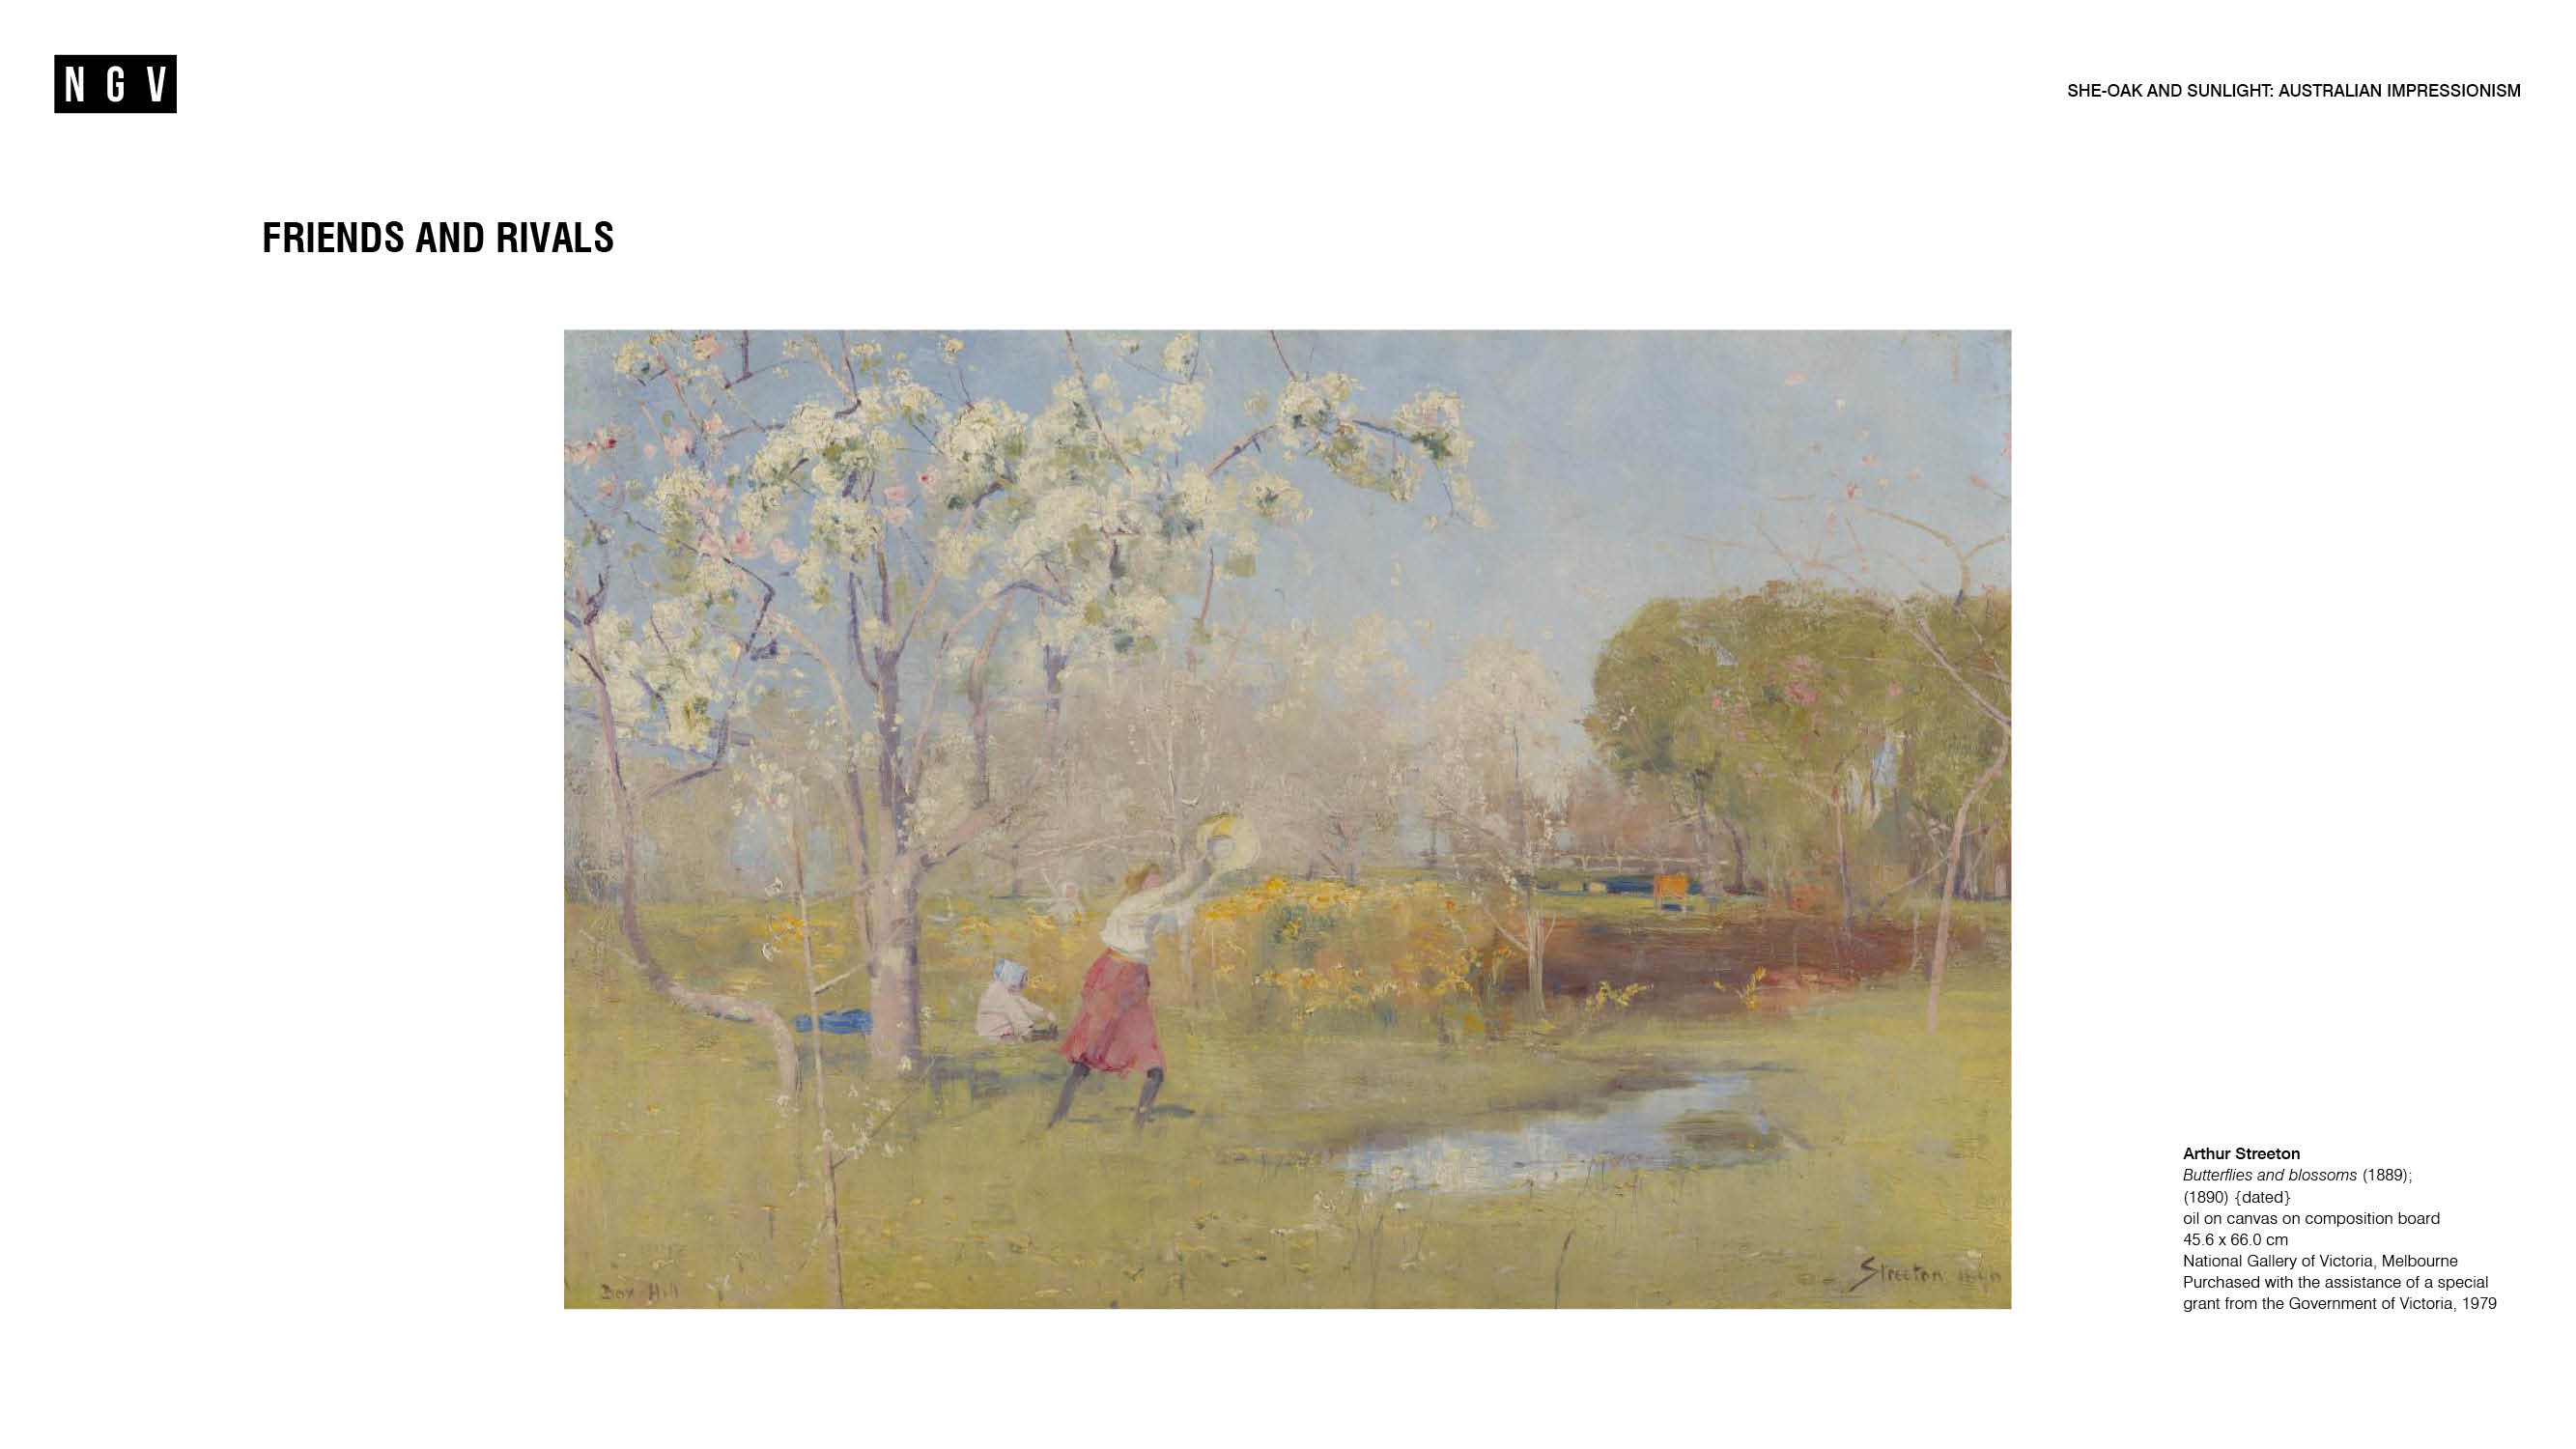 NGV
SHE-OAK AND SUNLIGHT: AUSTRALIAN IMPRESSIONISM
FRIENDS AND RIVALS
Box Hill
Streeton 1890
Arthur Streeton
Butterflies and blossoms (1889);
(1890) {dated}
oil on canvas on composition board
45.6 x 66.0 cm
National Gallery of Victoria, Melbourne
Purchased with the assistance of a special
grant from the Government of Victoria, 1979